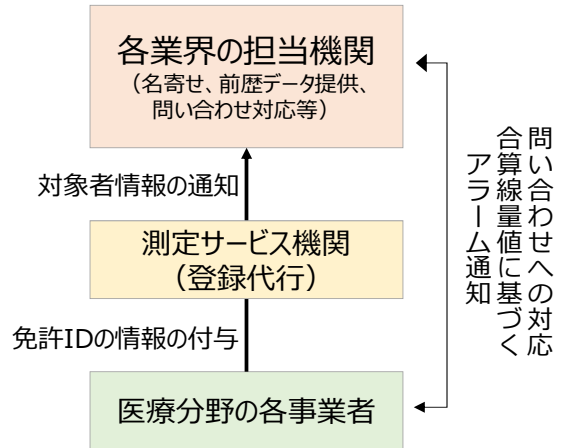 各業界の担当機関
（名寄せ、前歴データ提供、
問い合わせ対応等）
対象者情報の通知
測定サービス機関
（登録代行）
免許IDの情報の付与
医療分野の各事業者
問い合わせへの対応
合算線量値に基づく
アラーム通知